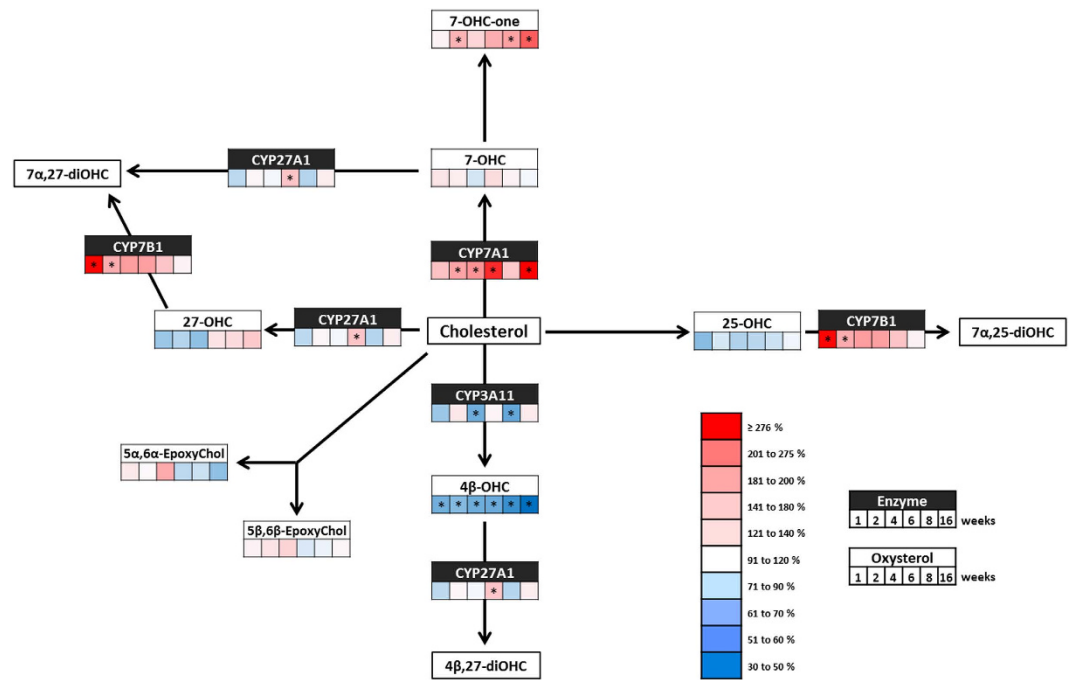 7-OHC-one
* * *
CYP27A1
*
7-OHC
7α,27-diOHC
CYP7B1
* *
CYP7A1
* * * *
27-OHC
CYP27A1
*
Cholesterol
25-OHC
CYP7B1
* *
7α,25-diOHC
CYP3A11
* *
5α,6α-EpoxyChol
4β-OHC
* * * * * *
5β,6β-EpoxyChol
CYP27A1
*
4β,27-diOHC
≥ 276 %
201 to 275 %
181 to 200 %
141 to 180 %
121 to 140 %
91 to 120 %
71 to 90 %
61 to 70 %
51 to 60 %
30 to 50 %
Enzyme
1 2 4 6 8 16 weeks
Oxysterol
1 2 4 6 8 16 weeks